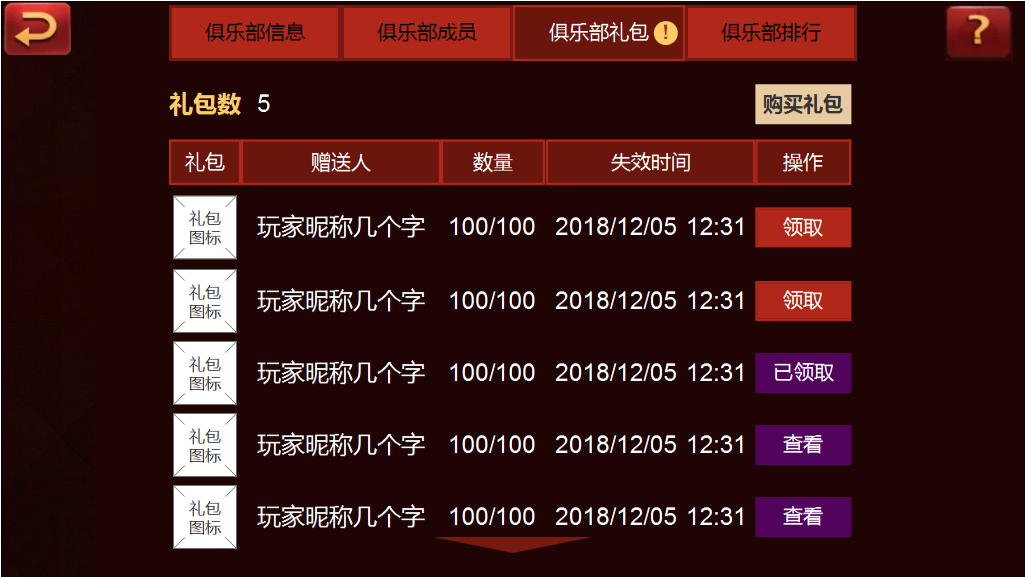 俱乐部信息 俱乐部成员 俱乐部礼包 ! 俱乐部排行 ?
礼包数 5 购买礼包
礼包 赠送人 数量 失效时间 操作
礼包
图标
玩家昵称几个字 100/100 2018/12/05 12:31 领取
礼包
图标
玩家昵称几个字 100/100 2018/12/05 12:31 领取
礼包
图标
玩家昵称几个字 100/100 2018/12/05 12:31 已领取
礼包
图标
玩家昵称几个字 100/100 2018/12/05 12:31 查看
礼包
图标
玩家昵称几个字 100/100 2018/12/05 12:31 查看